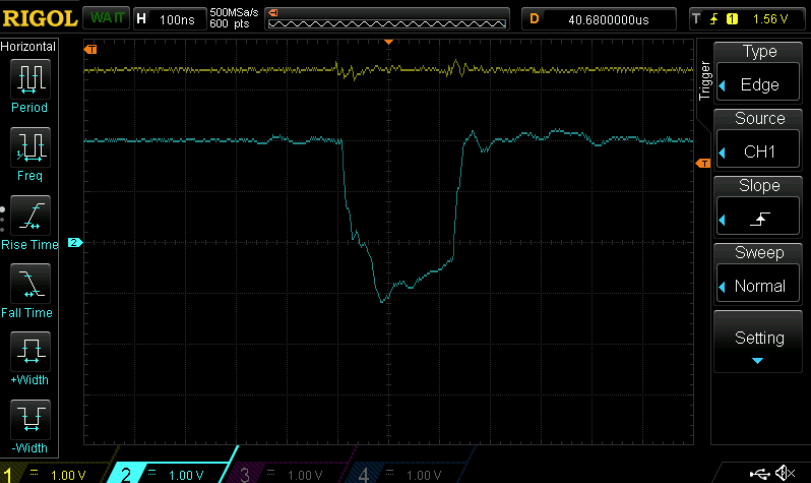 RIGOL WAIT H 100ns 500MSa/s D 40.6800000us T 1 1.56 V
600 pts
Horizontal
Period
Freq
Rise Time
Fall Time
+Width
-Width
T
T
2
Trigger
Type
Edge
Source
CH1
Slope
Sweep
Normal
Setting
1 = 1.00 V 2 = 1.00 V 3 = 1.00 V 4 = 1.00 V